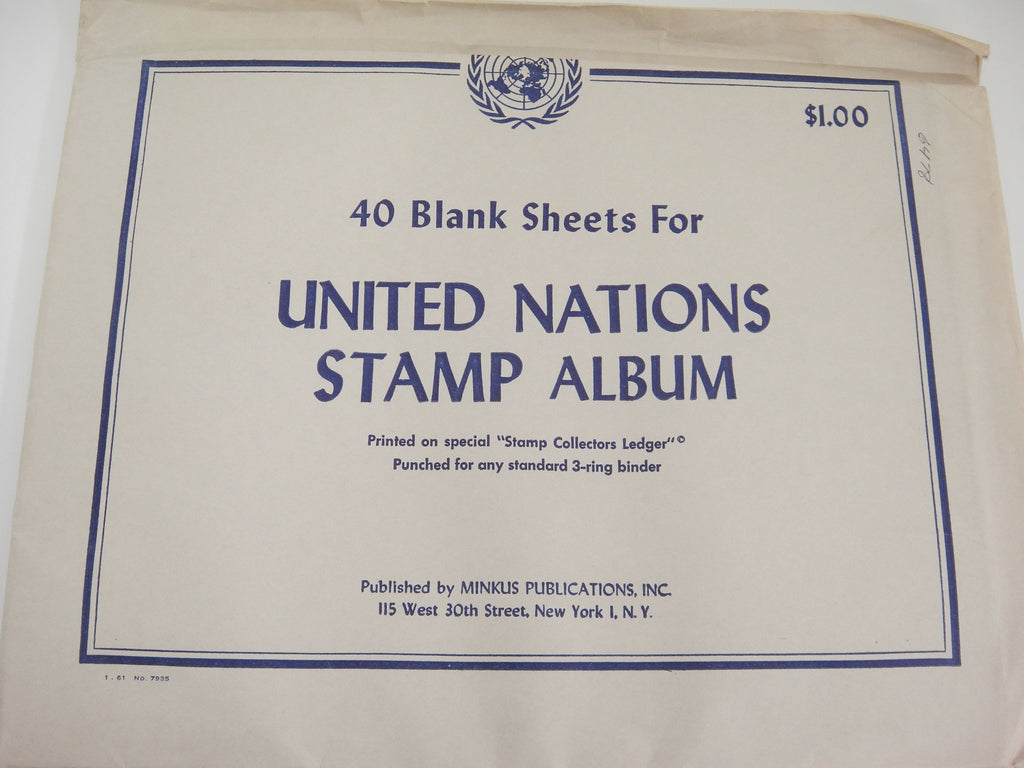 $1.00
40 Blank Sheets For
UNITED NATIONS
STAMP ALBUM
Printed on special "Stamp Collectors Ledger"©
Punched for any standard 3-ring binder
Published by MINKUS PUBLICATIONS, INC.
115 West 30th Street, New York 1, N. Y.
1 . 61 No. 7935